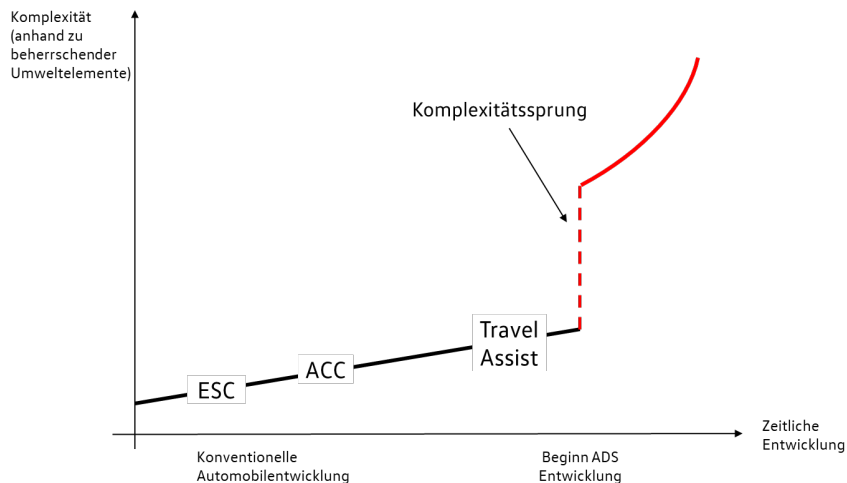 Komplexität
(anhand zu
beherrschender
Umweltelemente)
Komplexitätssprung
Travel
Assist
ACC
ESC
Zeitliche
Entwicklung
Konventionelle
Automobilentwicklung
Beginn ADS
Entwicklung